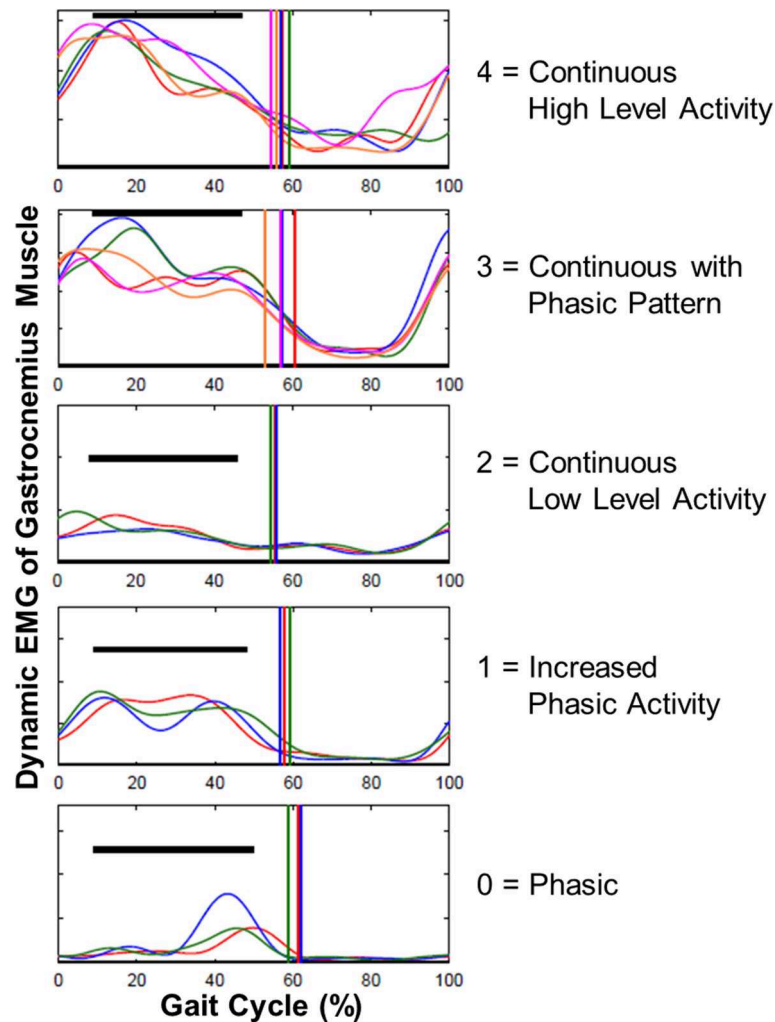 Dynamic EMG of Gastrocnemius Muscle
4 = Continuous
High Level Activity
0 20 40 60 80 100
3 = Continuous with
Phasic Pattern
0 20 40 60 80 100
2 = Continuous
Low Level Activity
0 20 40 60 80 100
1 = Increased
Phasic Activity
0 20 40 60 80 100
0 = Phasic
0 20 40 60 80 100
Gait Cycle (%)